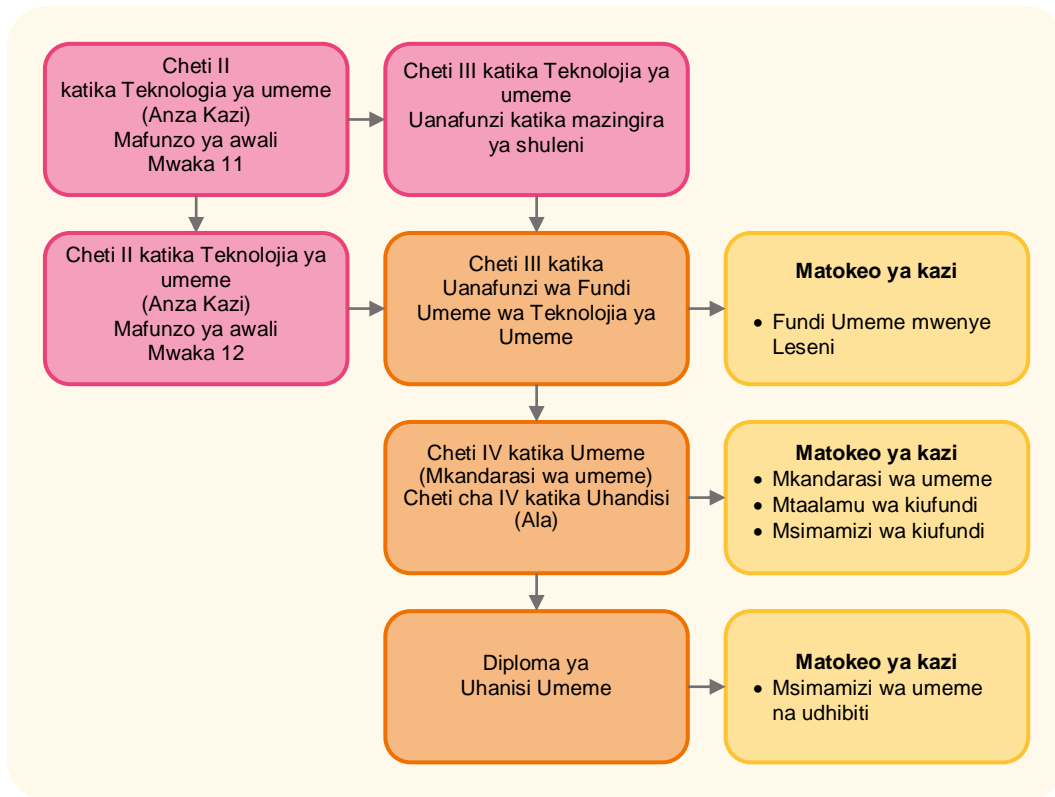 Cheti II
katika Teknologia ya umeme
(Anza Kazi)
Mafunzo ya awali
Mwaka 11
Cheti III katika Teknolojia ya
umeme
Uanafunzi katika mazingira
ya shuleni
Cheti II katika Teknolojia ya
umeme
(Anza Kazi)
Mafunzo ya awali
Mwaka 12
Cheti III katika
Uanafunzi wa Fundi
Umeme wa Teknolojia ya
Umeme
Matokeo ya kazi
• Fundi Umeme mwenye
Leseni
Cheti IV katika Umeme
(Mkandarasi wa umeme)
Cheti cha IV katika Uhandisi
(Ala)
Matokeo ya kazi
• Mkandarasi wa umeme
• Mtaalamu wa kiufundi
• Msimamizi wa kiufundi
Diploma ya
Uhanisi Umeme
Matokeo ya kazi
• Msimamizi wa umeme
na udhibiti